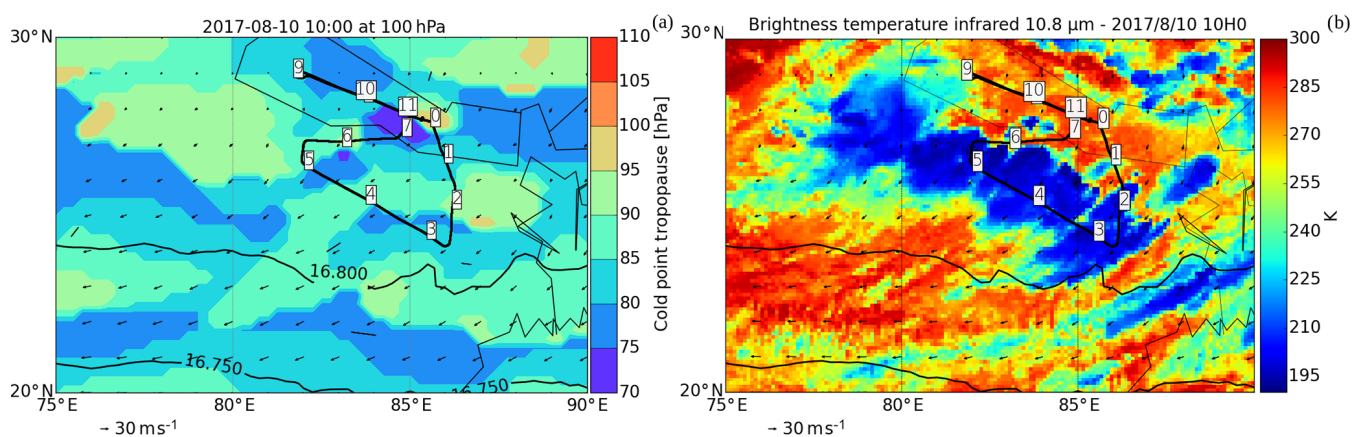 2017-08-10 10:00 at 100 hPa
(a)
30°N
20°N
75°E
80°E
85°E
90°E
→ 30 ms⁻¹
9
10
11
0
7
6
1
5
4
2
3
16.800
16.750
16.750
110
105
100
95
90
85
80
75
70
Cold point tropopause [hPa]
Brightness temperature infrared 10.8 µm - 2017/8/10 10H0
(b)
30°N
20°N
75°E
80°E
85°E
→ 30 ms⁻¹
9
10
11
0
7
6
1
5
4
2
3
300
285
270
255
240
225
210
195
K